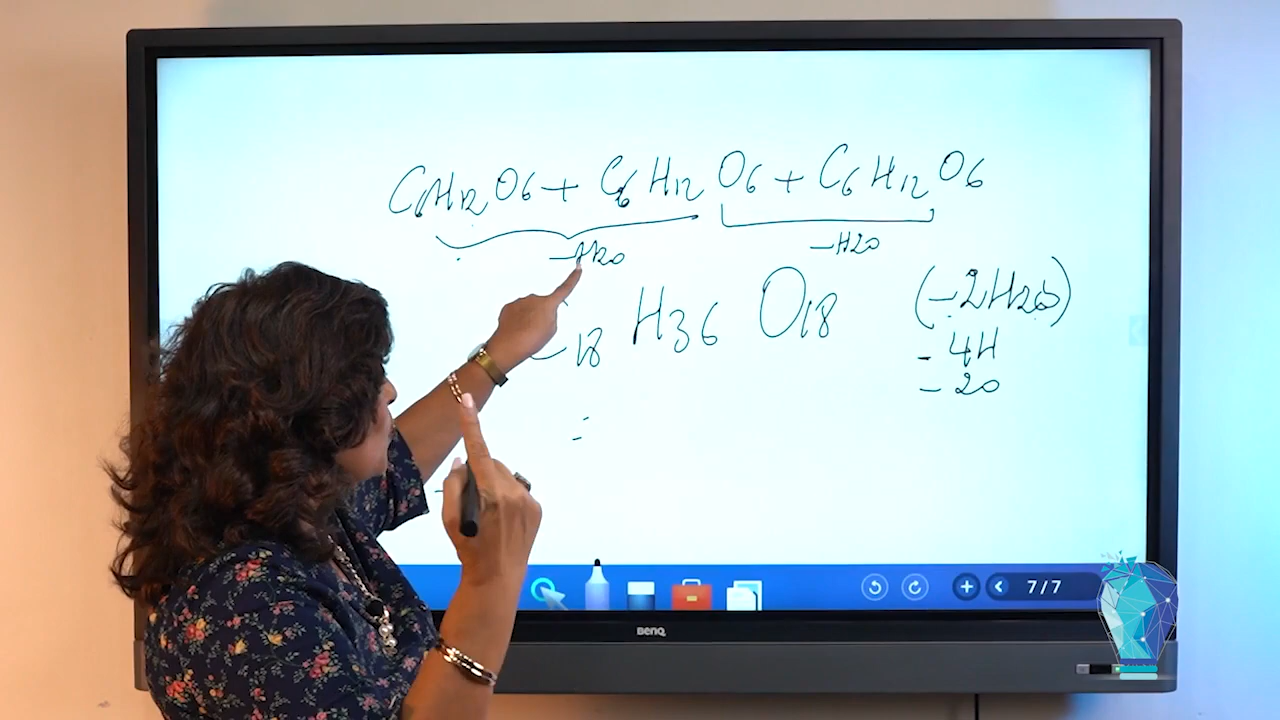 C6H12O6 + C6H12O6 + C6H12O6
-H2O -H2O
C18 H36 O18 (-2H2O)
- 4H
- 2O
=
7/7
BenQ